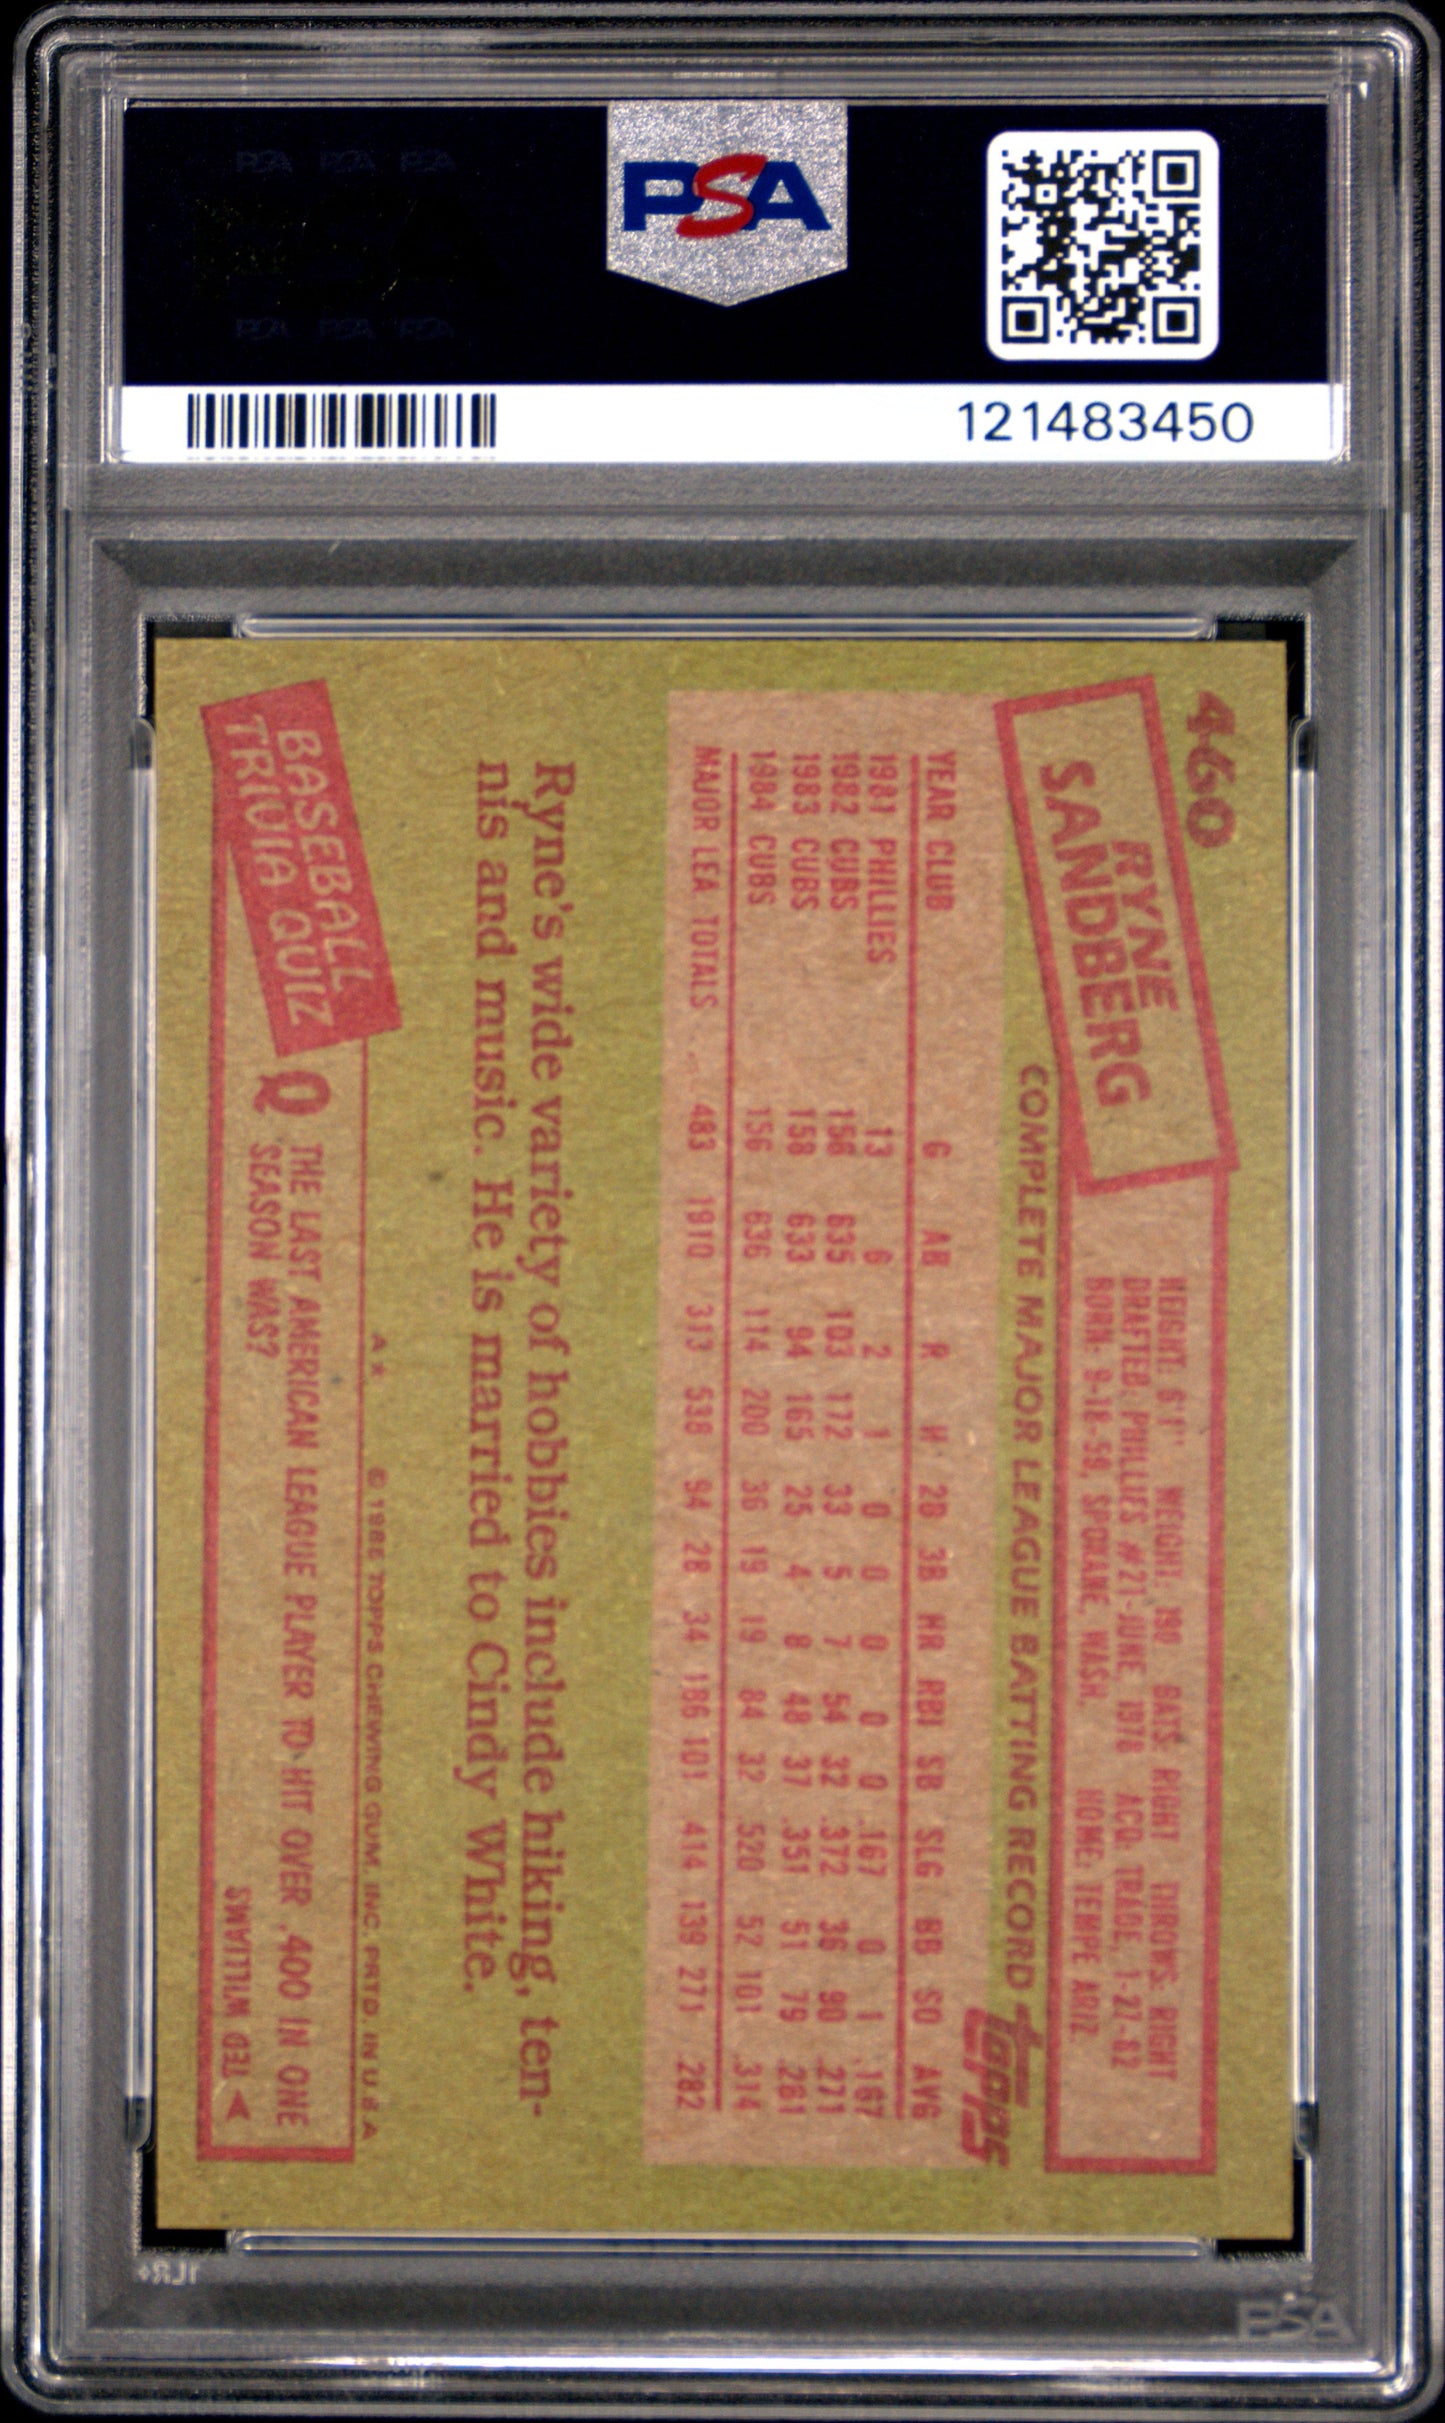 PSA
121483450
460
RYNE
SANDBERG
HEIGHT: 6'1" WEIGHT: 190 BATS: RIGHT THROWS: RIGHT
DRAFTED: PHILLIES #21-JUNE, 1978 ACQ: TRADE, 1-27-82
BORN: 9-18-59, SPOKANE, WASH. HOME: TEMPE ARIZ.
COMPLETE MAJOR LEAGUE BATTING RECORD
topps
YEAR CLUB G AB R H 2B 3B HR RBI SB SLG BB SO AVG
1981 PHILLIES 13 6 2 1 0 0 0 0 0 .167 0 1 .167
1982 CUBS 156 635 103 172 33 5 7 54 32 .372 36 90 .271
1983 CUBS 158 633 94 165 25 4 8 48 37 .351 51 79 .261
1984 CUBS 156 636 114 200 36 19 19 84 32 .520 52 101 .314
MAJOR LEA TOTALS 483 1910 313 538 94 28 34 186 101 .414 139 271 .282
Ryne's wide variety of hobbies include hiking, ten-
nis and music. He is married to Cindy White.
A* © 1985 TOPPS CHEWING GUM, INC. PRTD. IN U.S.A.
BASEBALL
TRIVIA QUIZ
Q THE LAST AMERICAN LEAGUE PLAYER TO HIT OVER .400 IN ONE
SEASON WAS?
TED WILLIAMS
PSA